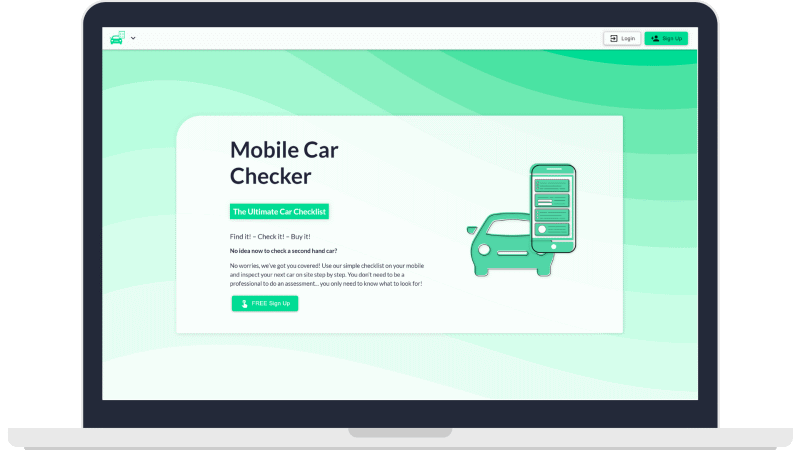 Login
Sign Up
Mobile Car
Checker
The Ultimate Car Checklist
Find it! – Check it! – Buy it!
No idea now to check a second hand car?
No worries, we've got you covered! Use our simple checklist on your mobile
and inspect your next car on site step by step. You don't need to be a
professional to do an assessment... you only need to know what to look for!
FREE Sign Up